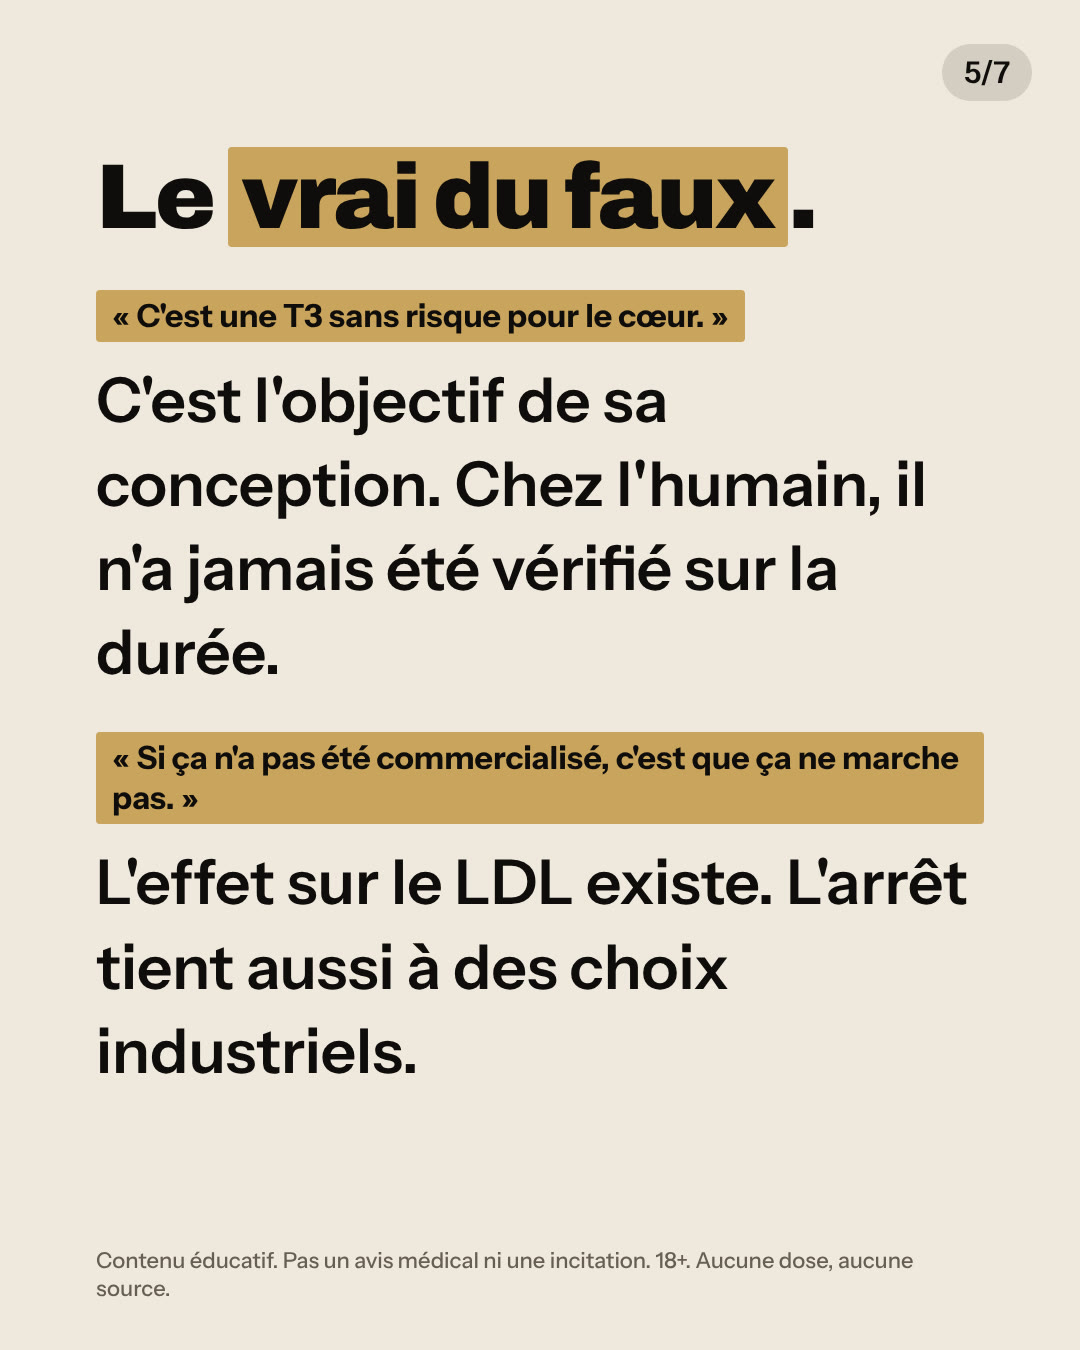 5/7
Le vrai du faux.
« C'est une T3 sans risque pour le cœur. »
C'est l'objectif de sa
conception. Chez l'humain, il
n'a jamais été vérifié sur la
durée.
« Si ça n'a pas été commercialisé, c'est que ça ne marche
pas. »
L'effet sur le LDL existe. L'arrêt
tient aussi à des choix
industriels.
Contenu éducatif. Pas un avis médical ni une incitation. 18+. Aucune dose, aucune
source.